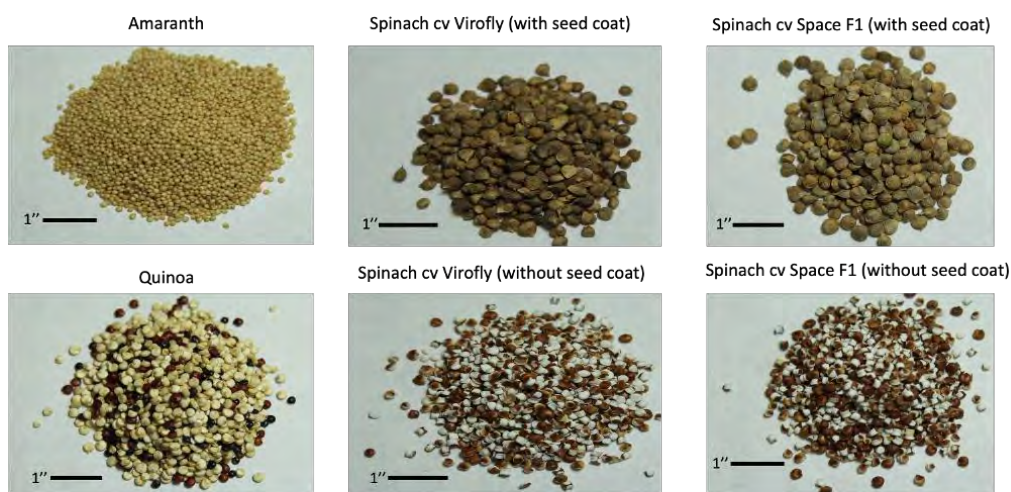 Amaranth
Spinach cv Virofly (with seed coat)
Spinach cv Space F1 (with seed coat)
1’’
1’’
1’’
Quinoa
Spinach cv Virofly (without seed coat)
Spinach cv Space F1 (without seed coat)
1’’
1’’
1’’